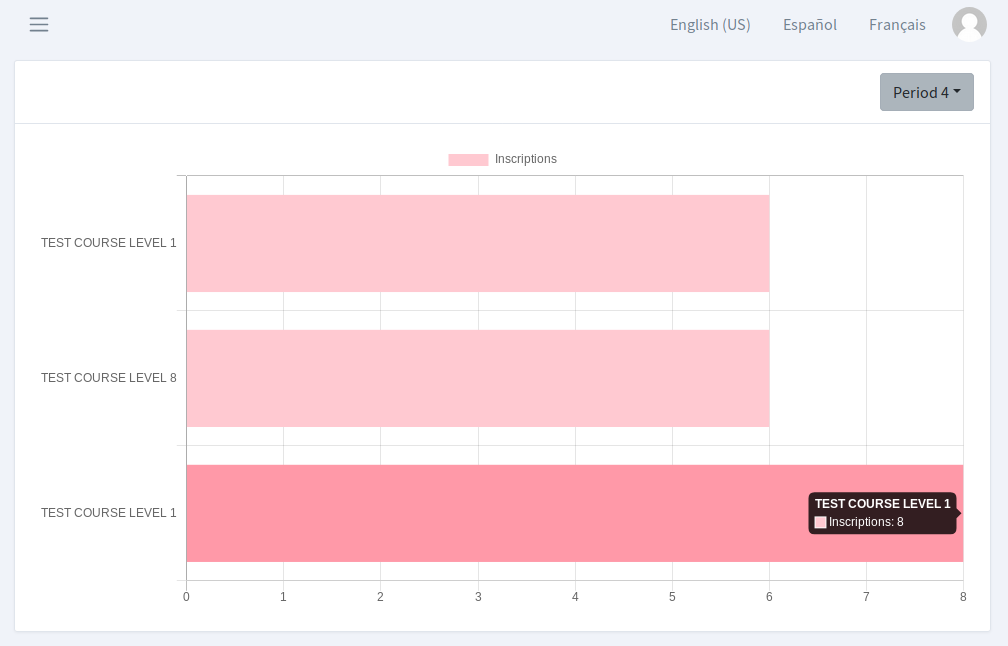 English (US) Español Français
Period 4
Inscriptions
TEST COURSE LEVEL 1
TEST COURSE LEVEL 8
TEST COURSE LEVEL 1
TEST COURSE LEVEL 1
Inscriptions: 8
0 1 2 3 4 5 6 7 8